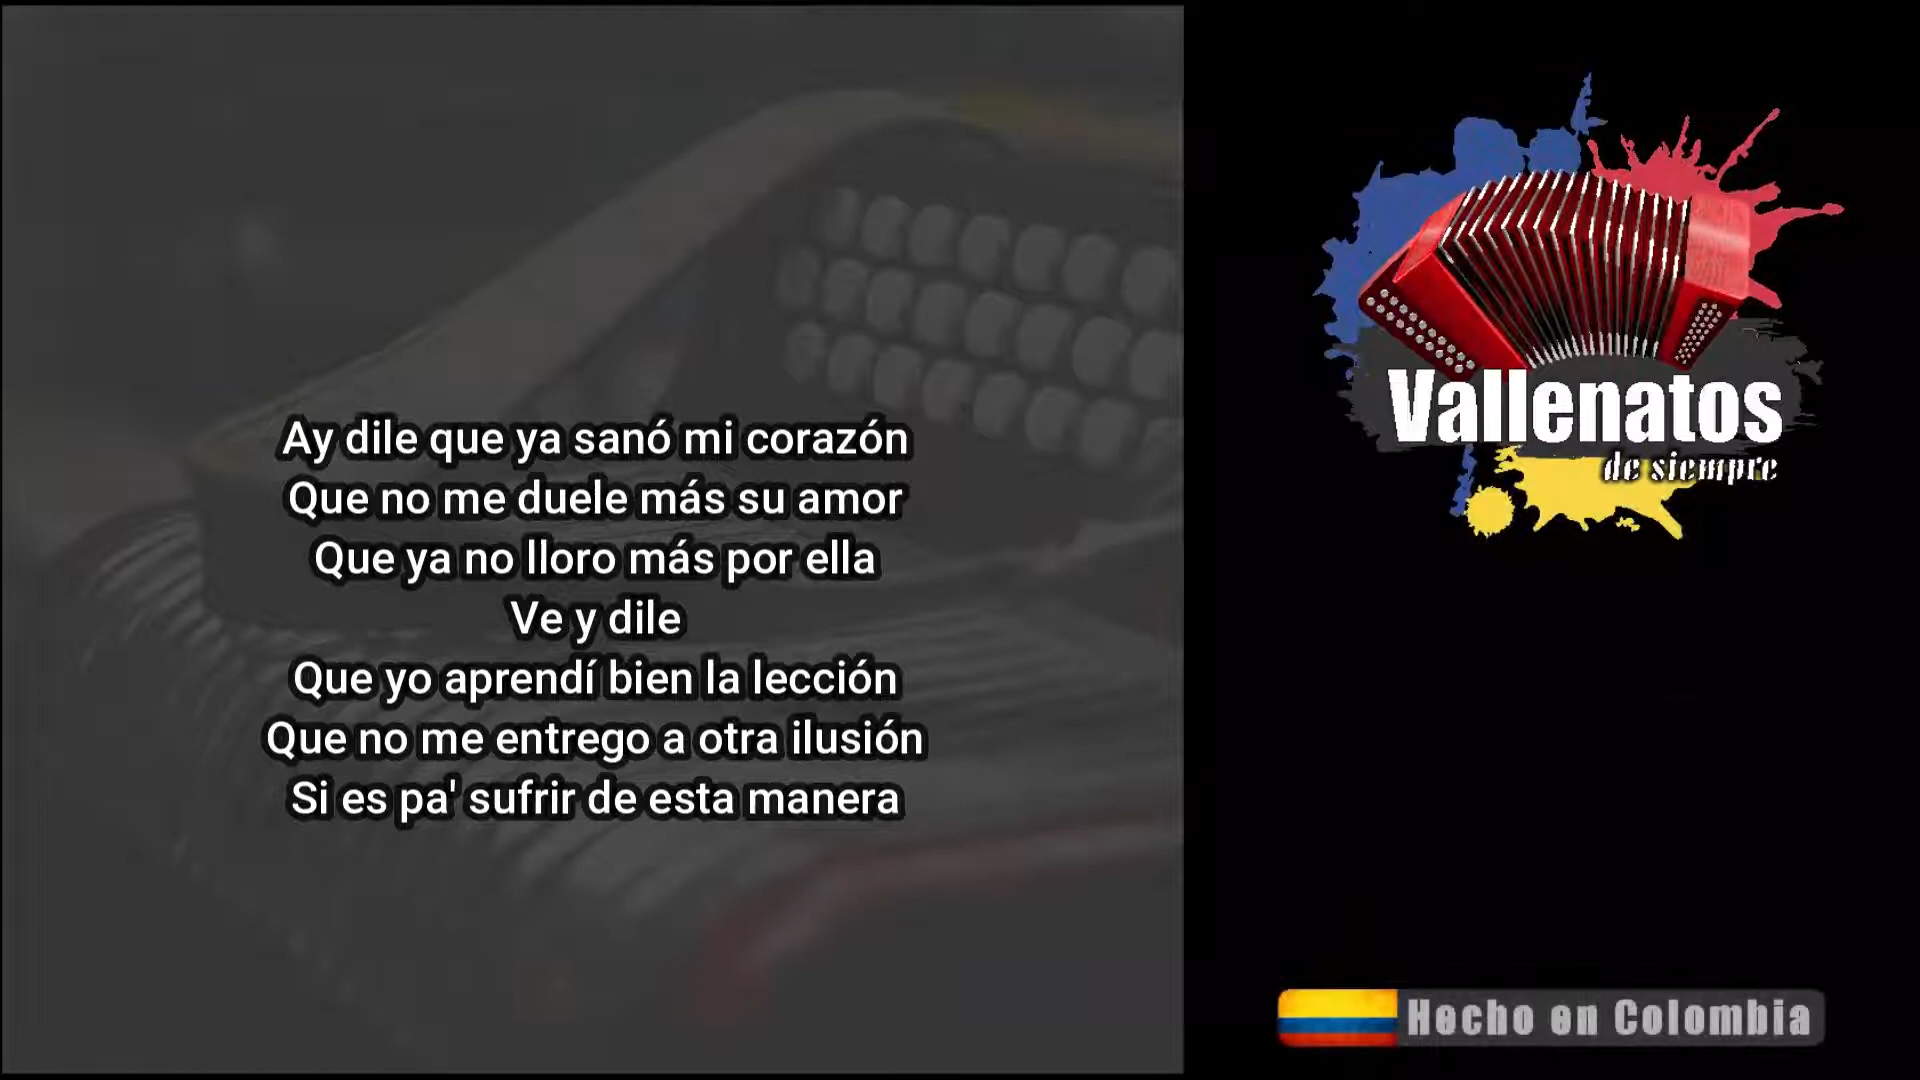 Ay dile que ya sanó mi corazón
Que no me duele más su amor
Que ya no lloro más por ella
Ve y dile
Que yo aprendí bien la lección
Que no me entrego a otra ilusión
Si es pa' sufrir de esta manera
Vallenatos
de siempre
Hecho en Colombia